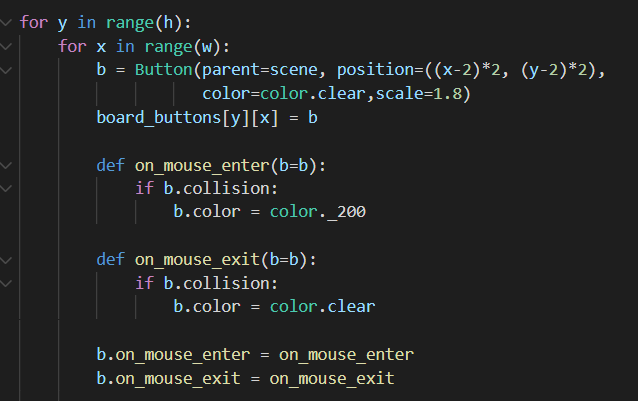 for y in range(h):
    for x in range(w):
        b = Button(parent=scene, position=((x-2)*2, (y-2)*2),
                   color=color.clear,scale=1.8)
        board_buttons[y][x] = b

        def on_mouse_enter(b=b):
            if b.collision:
                b.color = color._200

        def on_mouse_exit(b=b):
            if b.collision:
                b.color = color.clear

        b.on_mouse_enter = on_mouse_enter
        b.on_mouse_exit = on_mouse_exit